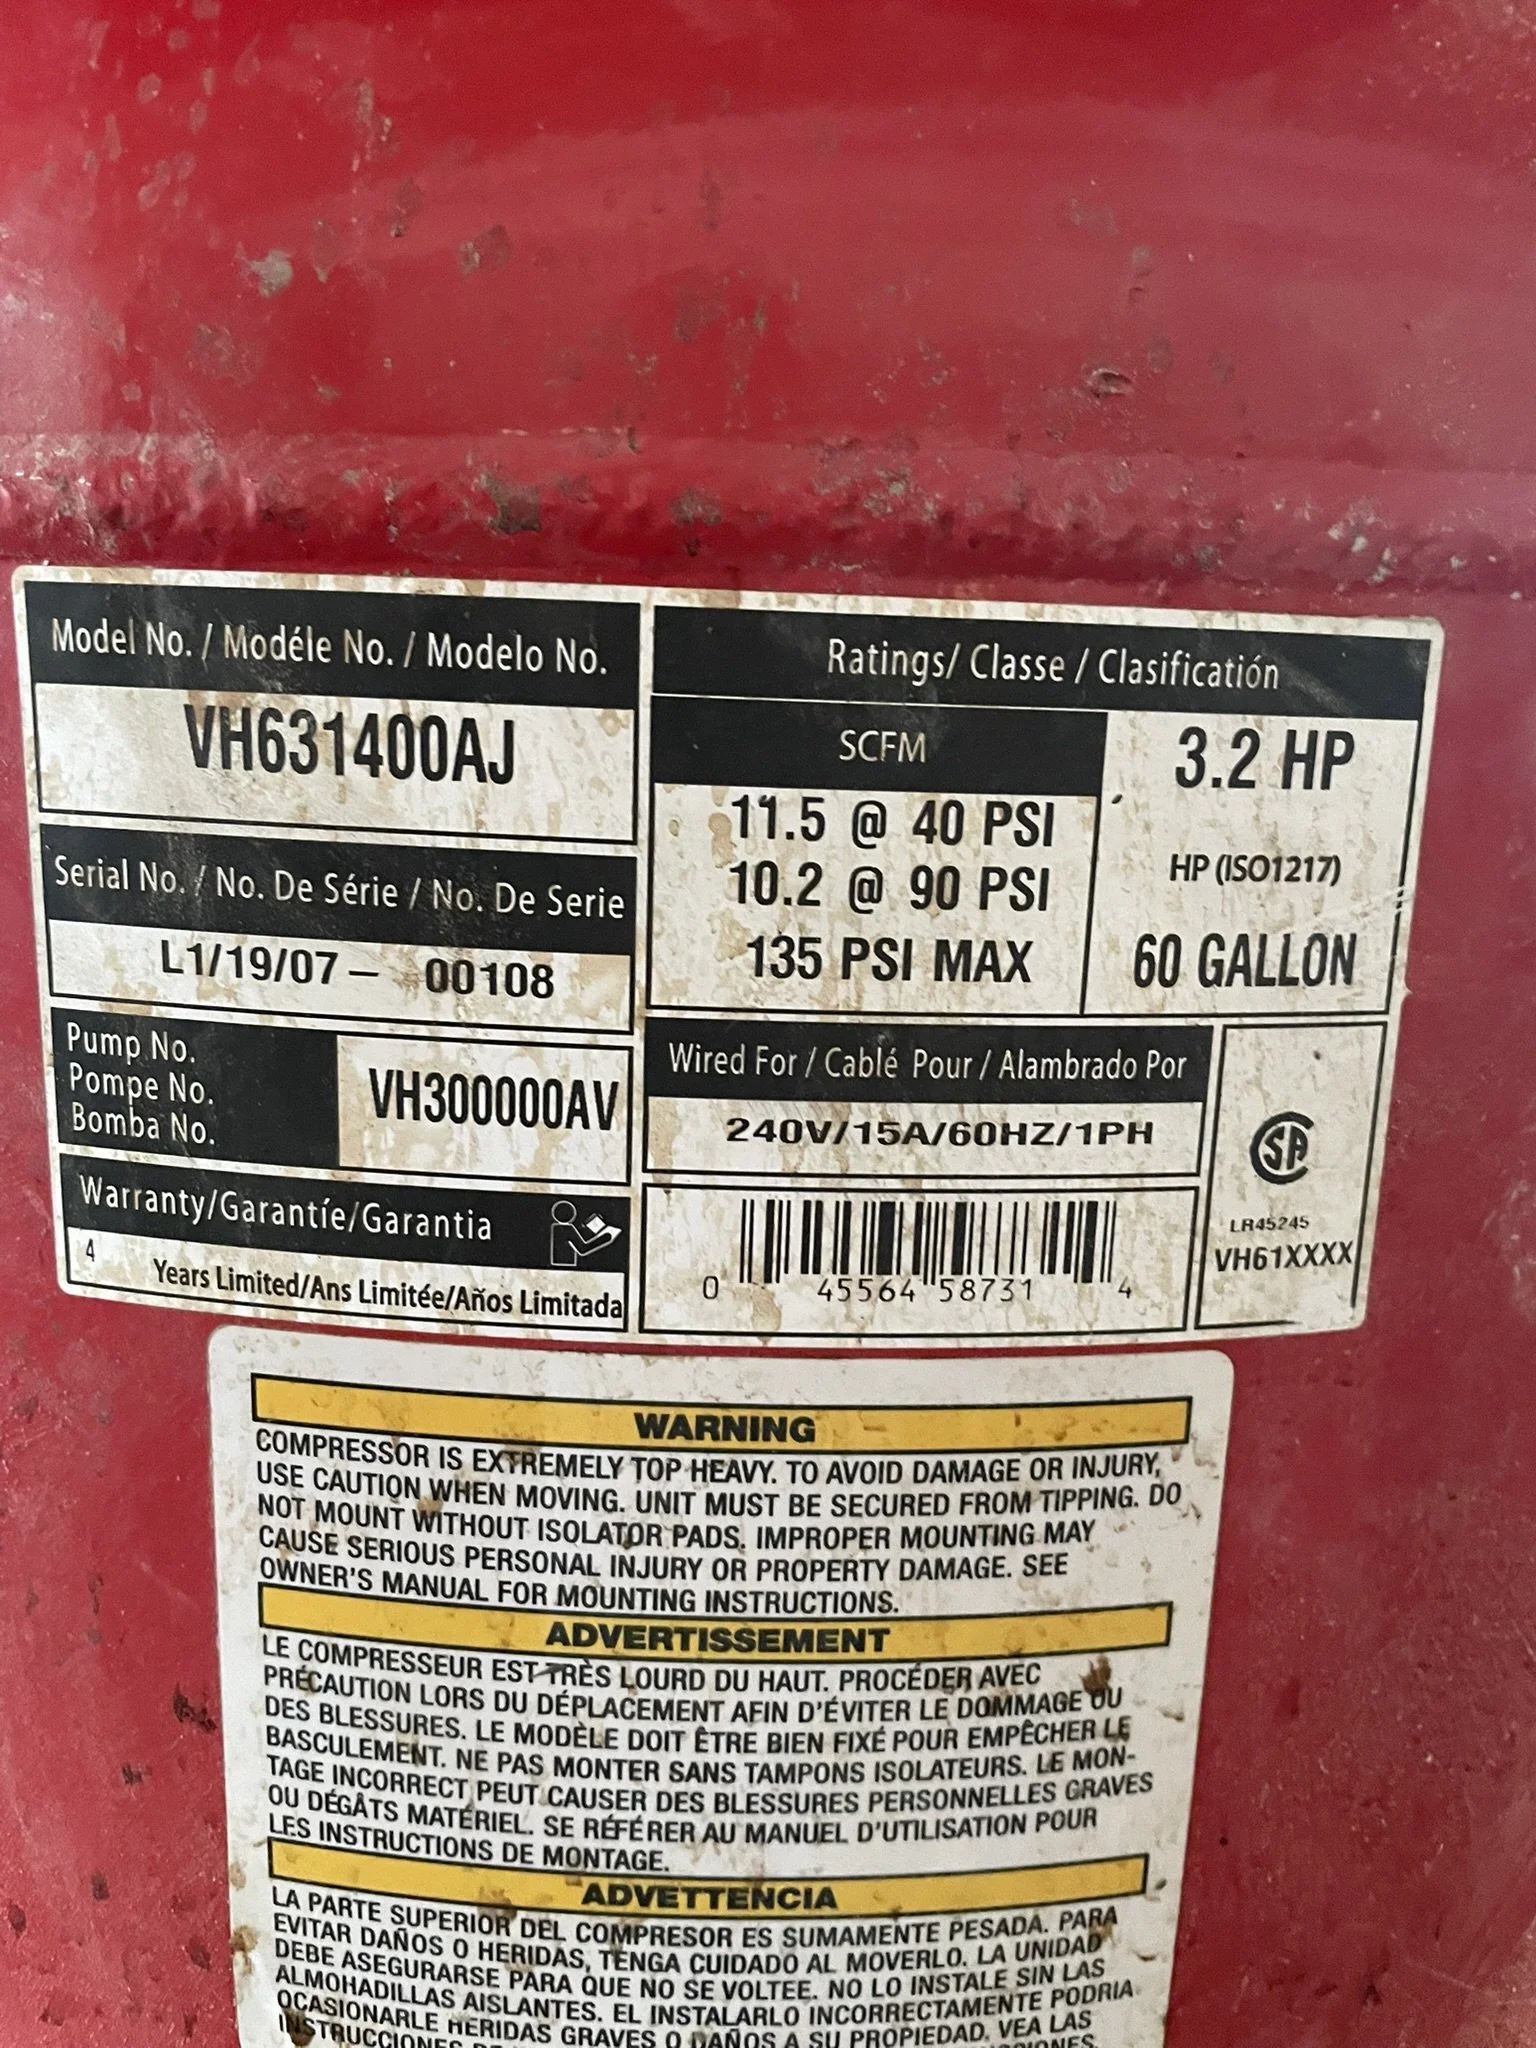 Model No. / Modéle No. / Modelo No.
VH631400AJ
Serial No. / No. De Série / No. De Serie
L1/19/07 – 00108
Pump No.
Pompe No.
Bomba No.
VH300000AV
Warranty/Garantíe/Garantia
4
Years Limited/Ans Limitée/Años Limitada
Ratings/ Classe / Clasificatión
SCFM
11.5 @ 40 PSI
10.2 @ 90 PSI
135 PSI MAX
3.2 HP
HP (ISO1217)
60 GALLON
Wired For / Cablé Pour / Alambrado Por
240V/15A/60HZ/1PH
0 45564 58731 4
SA
LR45245
VH61XXXX
WARNING
COMPRESSOR IS EXTREMELY TOP HEAVY. TO AVOID DAMAGE OR INJURY,
USE CAUTION WHEN MOVING. UNIT MUST BE SECURED FROM TIPPING. DO
NOT MOUNT WITHOUT ISOLATOR PADS. IMPROPER MOUNTING MAY
CAUSE SERIOUS PERSONAL INJURY OR PROPERTY DAMAGE. SEE
OWNER'S MANUAL FOR MOUNTING INSTRUCTIONS.
ADVERTISSEMENT
LE COMPRESSEUR EST TRÈS LOURD DU HAUT. PROCÉDER AVEC
PRÉCAUTION LORS DU DÉPLACEMENT AFIN D'ÉVITER LE DOMMAGE OU
DES BLESSURES. LE MODÈLE DOIT ÊTRE BIEN FIXÉ POUR EMPÊCHER LE
BASCULEMENT. NE PAS MONTER SANS TAMPONS ISOLATEURS. LE MON-
TAGE INCORRECT PEUT CAUSER DES BLESSURES PERSONNELLES GRAVES
OU DÉGÂTS MATÉRIEL. SE RÉFÉRER AU MANUEL D'UTILISATION POUR
LES INSTRUCTIONS DE MONTAGE.
ADVETTENCIA
LA PARTE SUPERIOR DEL COMPRESOR ES SUMAMENTE PESADA. PARA
EVITAR DAÑOS O HERIDAS, TENGA CUIDADO AL MOVERLO. LA UNIDAD
DEBE ASEGURARSE PARA QUE NO SE VOLTEE. NO LO INSTALE SIN LAS
ALMOHADILLAS AISLANTES. EL INSTALARLO INCORRECTAMENTE PODRIA
OCASIONARLE HERIDAS GRAVES O DAÑOS A SU PROPIEDAD. VEA LAS
INSTRUCCIONES